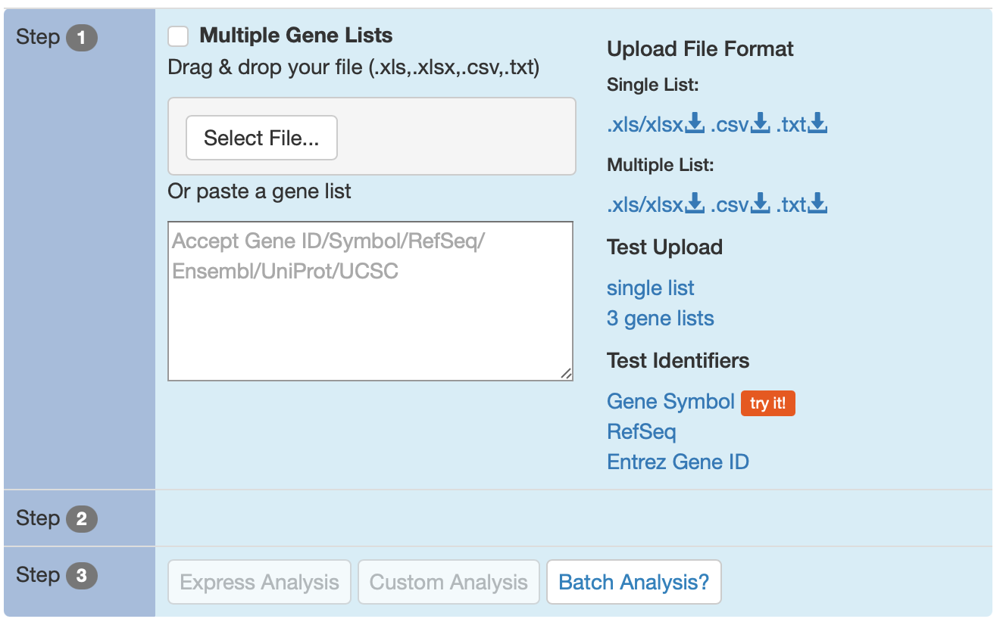 Step 1
Multiple Gene Lists
Drag & drop your file (.xls,.xlsx,.csv,.txt)
Select File...
Or paste a gene list
Accept Gene ID/Symbol/RefSeq/
Ensembl/UniProt/UCSC
Upload File Format
Single List:
.xls/xlsx .csv .txt
Multiple List:
.xls/xlsx .csv .txt
Test Upload
single list
3 gene lists
Test Identifiers
Gene Symbol try it!
RefSeq
Entrez Gene ID
Step 2
Step 3
Express Analysis Custom Analysis Batch Analysis?